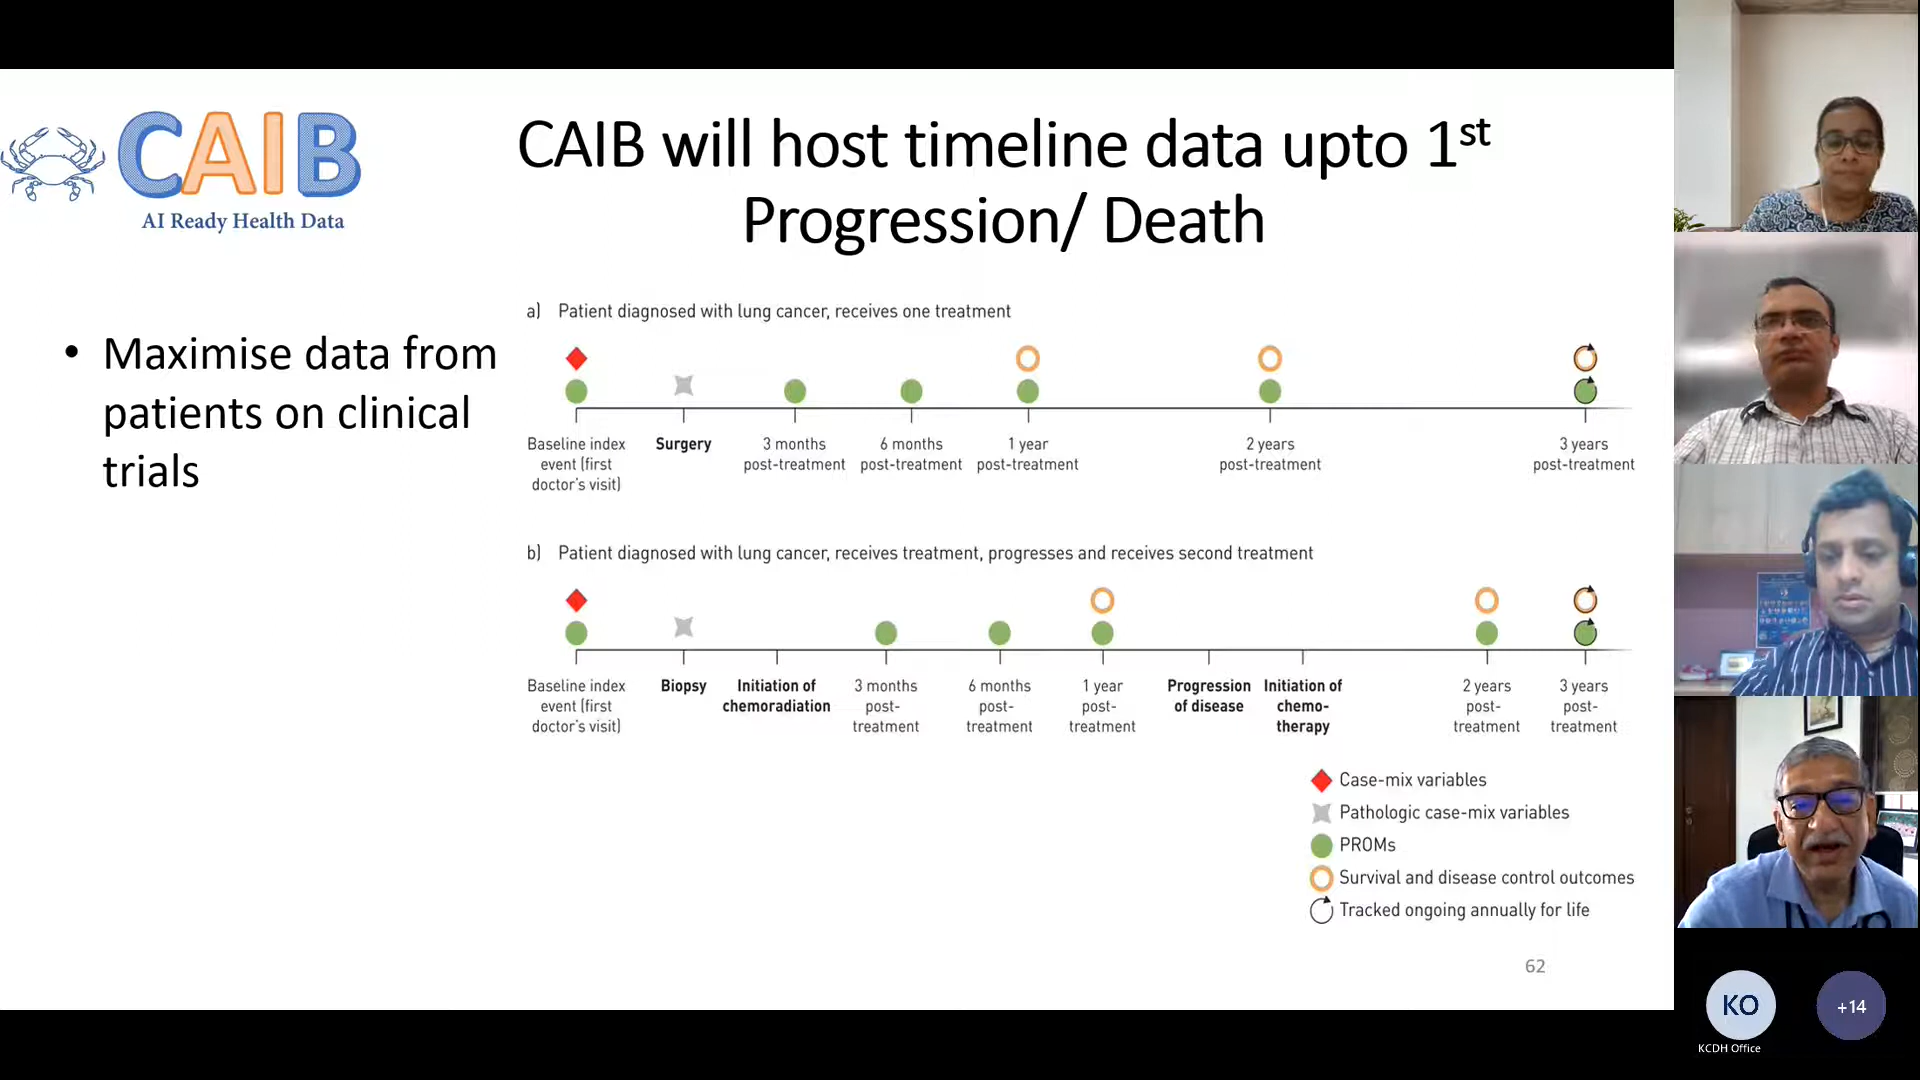 CAIB
AI Ready Health Data
CAIB will host timeline data upto 1st
Progression/ Death
• Maximise data from
patients on clinical
trials
a) Patient diagnosed with lung cancer, receives one treatment
Baseline index
event (first
doctor's visit)
Surgery
3 months
post-treatment
6 months
post-treatment
1 year
post-treatment
2 years
post-treatment
3 years
post-treatment
b) Patient diagnosed with lung cancer, receives treatment, progresses and receives second treatment
Baseline index
event (first
doctor's visit)
Biopsy
Initiation of
chemoradiation
3 months
post-
treatment
6 months
post-
treatment
1 year
post-
treatment
Progression
of disease
Initiation of
chemo-
therapy
2 years
post-
treatment
3 years
post-
treatment
Case-mix variables
Pathologic case-mix variables
PROMs
Survival and disease control outcomes
Tracked ongoing annually for life
62
KO
KCDH Office
+14